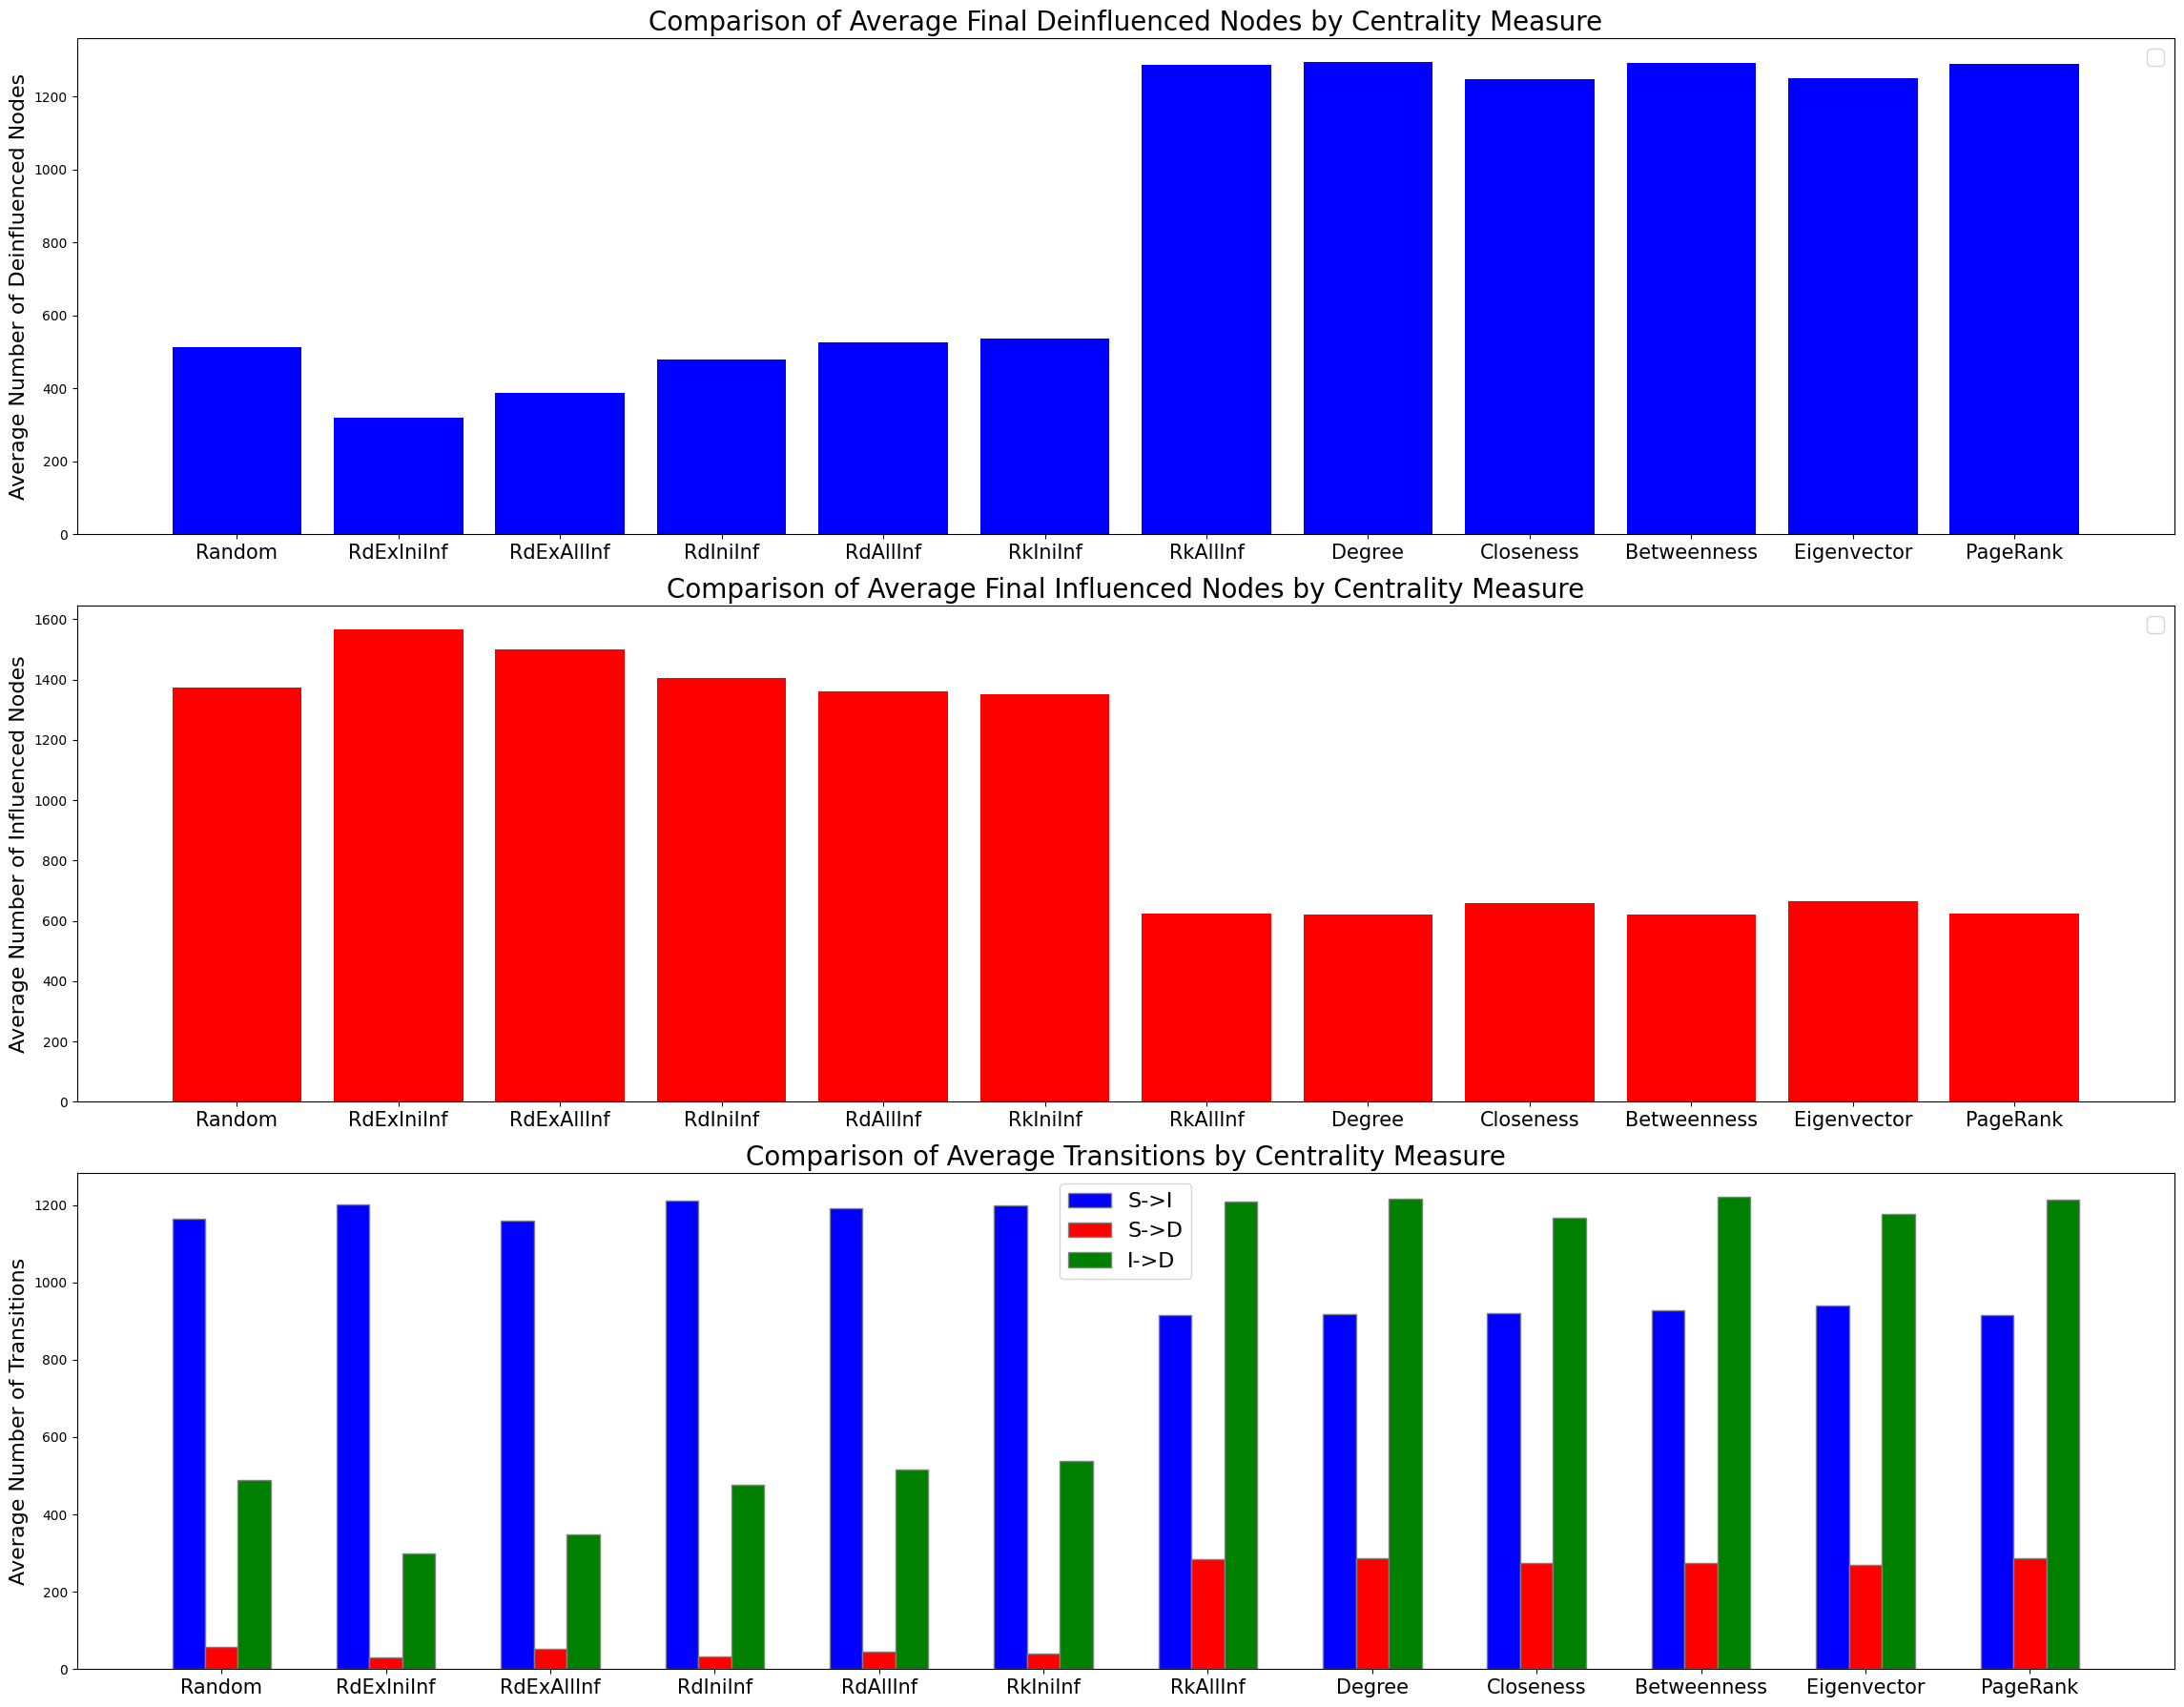 Comparison of Average Final Deinfluenced Nodes by Centrality Measure
Average Number of Deinfluenced Nodes
1200
1000
800
600
400
200
0
Random RdExIniInf RdExAllInf RdIniInf RdAllInf RkIniInf RkAllInf Degree Closeness Betweenness Eigenvector PageRank
Comparison of Average Final Influenced Nodes by Centrality Measure
Average Number of Influenced Nodes
1600
1400
1200
1000
800
600
400
200
0
Random RdExIniInf RdExAllInf RdIniInf RdAllInf RkIniInf RkAllInf Degree Closeness Betweenness Eigenvector PageRank
Comparison of Average Transitions by Centrality Measure
Average Number of Transitions
1200
1000
800
600
400
200
0
S->I
S->D
I->D
Random RdExIniInf RdExAllInf RdIniInf RdAllInf RkIniInf RkAllInf Degree Closeness Betweenness Eigenvector PageRank